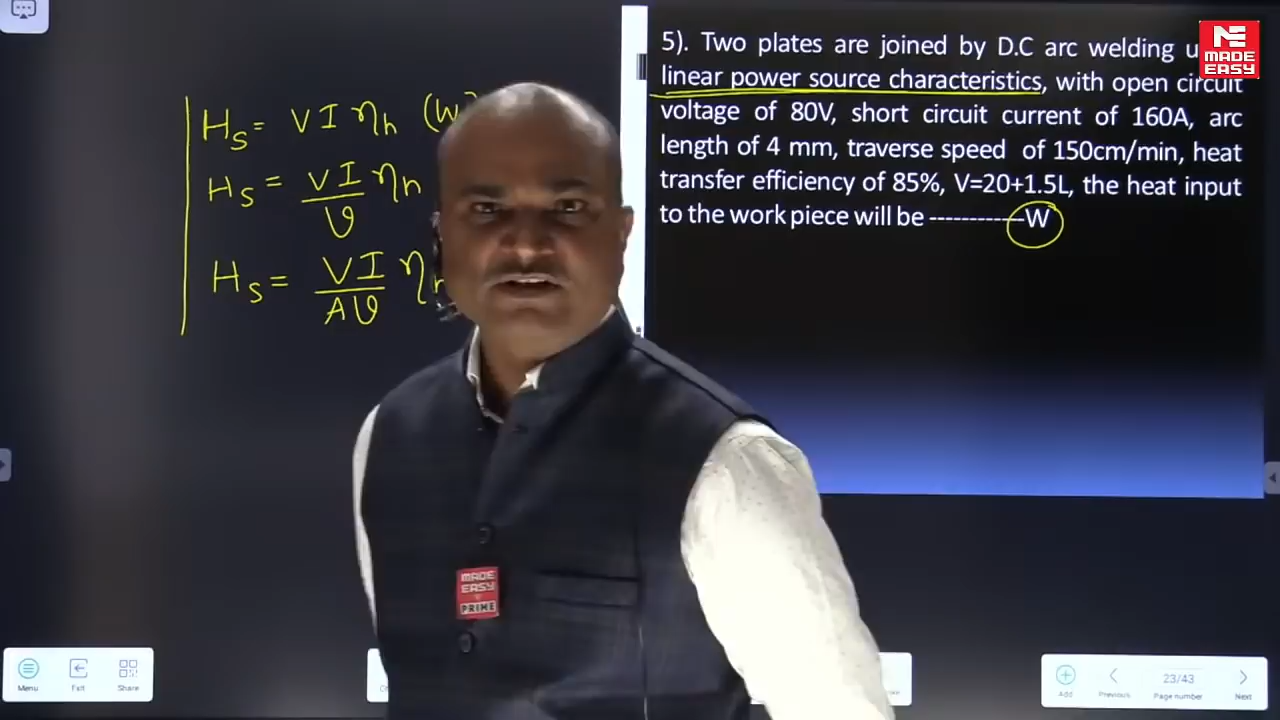 MADE
EASY
5). Two plates are joined by D.C arc welding
linear power source characteristics, with open circuit
voltage of 80V, short circuit current of 160A, arc
length of 4 mm, traverse speed of 150cm/min, heat
transfer efficiency of 85%, V=20+1.5L, the heat input
to the work piece will be ------------W
Hs= VIηh (W
Hs= VI/υ ηh
Hs= VI/Aυ η
MADE
EASY
PRIME
Menu
Exit
Share
Add
Previous
23/43
Page number
Next